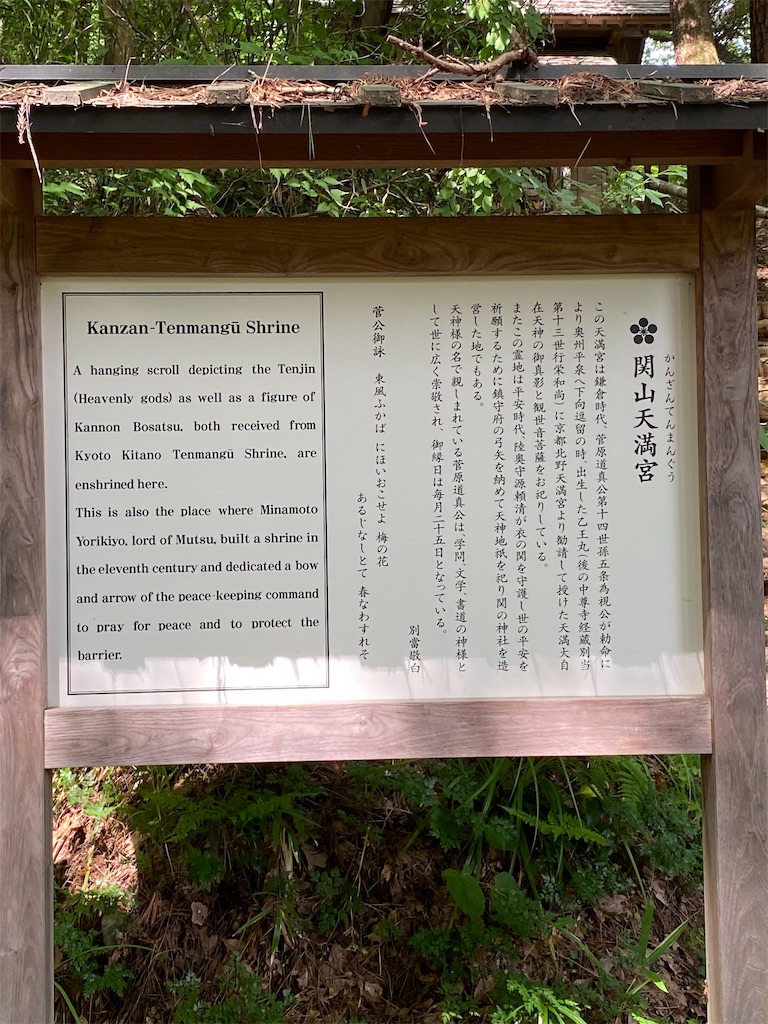 かんざんてんまんぐう
関山天満宮
この天満宮は鎌倉時代、菅原道真公第十四世孫五条為視公が勅命に
より奥州平泉へ下向逗留の時、出生した乙王丸(後の中尊寺経蔵別当
第十三世行栄和尚)に京都北野天満宮より勧請して授けた天満大自
在天神の御真影と観世音菩薩をお祀りしている。
またこの霊地は平安時代、陸奥守源頼清が衣の関を守護し世の平安を
祈願するために鎮守府の弓矢を納めて天神地祇を祀り関の神社を造
営した地でもある。
天神様の名で親しまれている菅原道真公は、学問、文学、書道の神様と
して世に広く崇敬され、御縁日は毎月二十五日となっている。
別當敬白
菅公御詠 東風ふかば にほいおこせよ 梅の花
あるじなしとて 春なわすれそ
Kanzan-Tenmangū Shrine
A hanging scroll depicting the Tenjin
(Heavenly gods) as well as a figure of
Kannon Bosatsu, both received from
Kyoto Kitano Tenmangū Shrine, are
enshrined here.
This is also the place where Minamoto
Yorikiyo, lord of Mutsu, built a shrine in
the eleventh century and dedicated a bow
and arrow of the peace-keeping command
to pray for peace and to protect the
barrier.